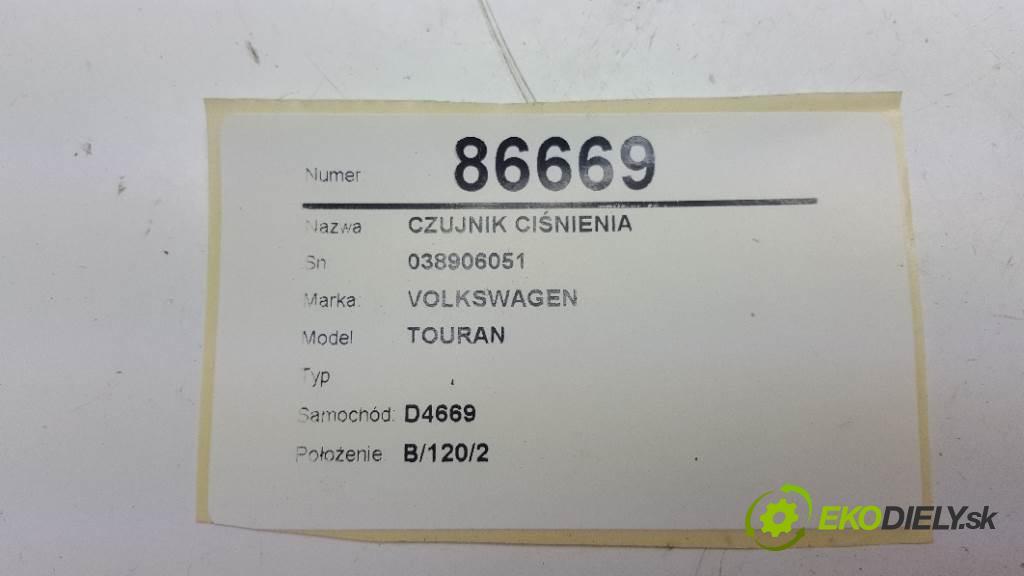 Numer 86669
Nazwa CZUJNIK CIŚNIENIA
Sn 038906051
Marka: VOLKSWAGEN
Model TOURAN
Typ
Samochód: D4669
Położenie B/120/2
EKODIELY.sk